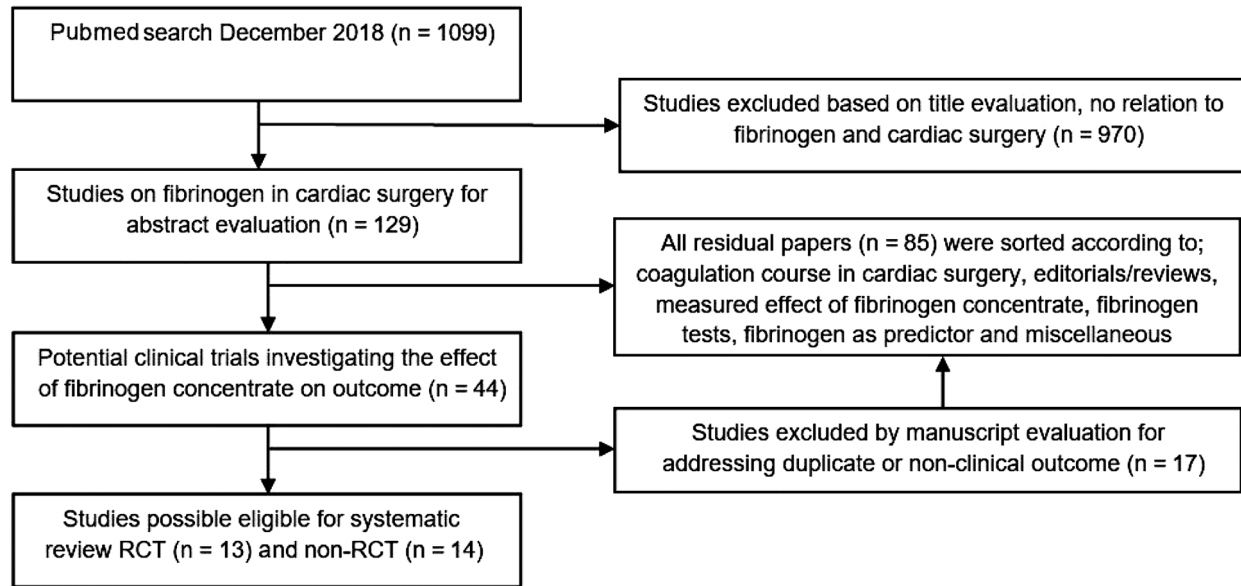 Pubmed search December 2018 (n = 1099)
Studies excluded based on title evaluation, no relation to
fibrinogen and cardiac surgery (n = 970)
Studies on fibrinogen in cardiac surgery for
abstract evaluation (n = 129)
All residual papers (n = 85) were sorted according to;
coagulation course in cardiac surgery, editorials/reviews,
measured effect of fibrinogen concentrate, fibrinogen
tests, fibrinogen as predictor and miscellaneous
Potential clinical trials investigating the effect
of fibrinogen concentrate on outcome (n = 44)
Studies excluded by manuscript evaluation for
addressing duplicate or non-clinical outcome (n = 17)
Studies possible eligible for systematic
review RCT (n = 13) and non-RCT (n = 14)